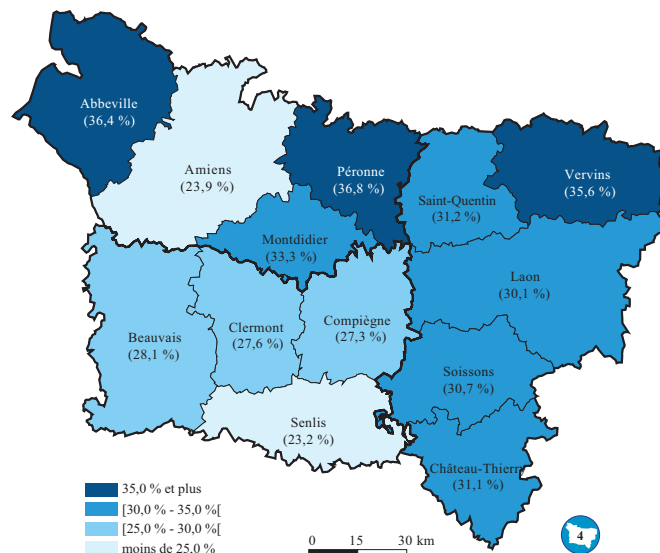 Abbeville
(36,4 %)
Amiens
(23,9 %)
Péronne
(36,8 %)
Saint-Quentin
(31,2 %)
Vervins
(35,6 %)
Montdidier
(33,3 %)
Laon
(30,1 %)
Beauvais
(28,1 %)
Clermont
(27,6 %)
Compiègne
(27,3 %)
Soissons
(30,7 %)
Senlis
(23,2 %)
Château-Thierry
(31,1 %)
35,0 % et plus
[30,0 % - 35,0 %[
[25,0 % - 30,0 %[
moins de 25,0 %
0 15 30 km
4